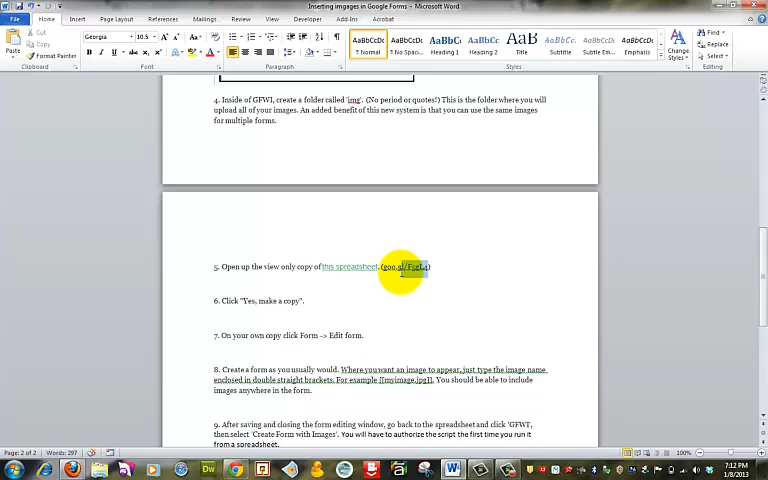 Inserting imgages in Google Forms - Microsoft Word
File Home Insert Page Layout References Mailings Review View Developer Add-Ins Acrobat
Cut
Copy
Format Painter
Paste
Clipboard
Georgia 10.5
Font
Paragraph
AaBbCcDc AaBbCcDc AaBbC AaBbCc AaB AaBbCc. AaBbCcDc AaBbCcDc
¶ Normal ¶ No Spaci... Heading 1 Heading 2 Title Subtitle Subtle Em... Emphasis
Change
Styles
Styles
Find
Replace
Select
Editing
4. Inside of GFWI, create a folder called 'img'. (No period or quotes!) This is the folder where you will
upload all of your images. An added benefit of this new system is that you can use the same images
for multiple forms.
5. Open up the view only copy of this spreadsheet.
6. Click "Yes, make a copy".
7. On your own copy click Form -> Edit form.
8. Create a form as you usually would. Where you want an image to appear, just type the image name
enclosed in double straight brackets. For example [[myimage.jpg]], You should be able to include
images anywhere in the form.
9. After saving and closing the form editing window, go back to the spreadsheet and click 'GFWI',
then select 'Create Form with Images'. You will have to authorize the script the first time you run it
from a spreadsheet.
Page: 2 of 2 Words: 297
100%
7:12 PM
1/8/2013